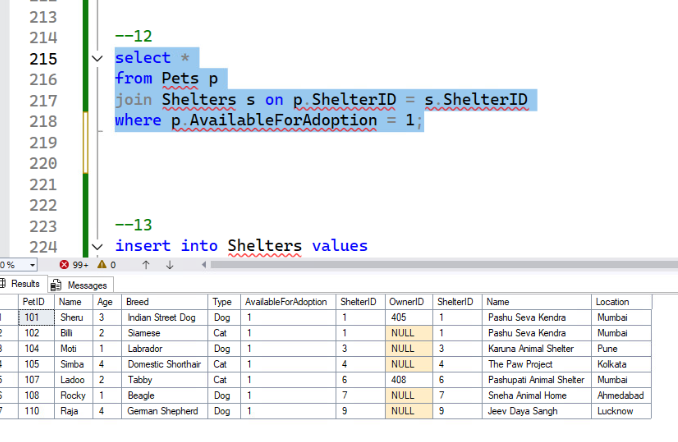 213
214 --12
215 select *
216 from Pets p
217 join Shelters s on p.ShelterID = s.ShelterID
218 where p.AvailableForAdoption = 1;
219
220
221
222
223 --13
224 insert into Shelters values
0 % 99+ 0
Results Messages
PetID Name Age Breed Type AvailableForAdoption ShelterID OwnerID ShelterID Name Location
101 Sheru 3 Indian Street Dog Dog 1 1 405 1 Pashu Seva Kendra Mumbai
2 102 Billi 2 Siamese Cat 1 1 NULL 1 Pashu Seva Kendra Mumbai
3 104 Moti 1 Labrador Dog 1 3 NULL 3 Karuna Animal Shelter Pune
4 105 Simba 4 Domestic Shorthair Cat 1 4 NULL 4 The Paw Project Kolkata
5 107 Ladoo 2 Tabby Cat 1 6 408 6 Pashupati Animal Shelter Mumbai
6 108 Rocky 1 Beagle Dog 1 7 NULL 7 Sneha Animal Home Ahmedabad
7 110 Raja 4 German Shepherd Dog 1 9 NULL 9 Jeev Daya Sangh Lucknow